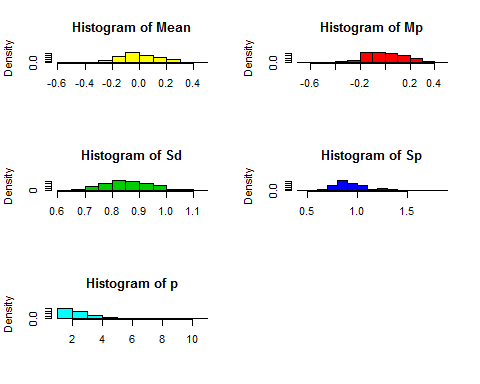 Histogram of Mean
Density
0.0
-0.6 -0.4 -0.2 0.0 0.2 0.4
Histogram of Mp
Density
0.0
-0.6 -0.2 0.2 0.4
Histogram of Sd
Density
0
0.6 0.7 0.8 0.9 1.0 1.1
Histogram of Sp
Density
0.0
0.5 1.0 1.5
Histogram of p
Density
0.0
2 4 6 8 10